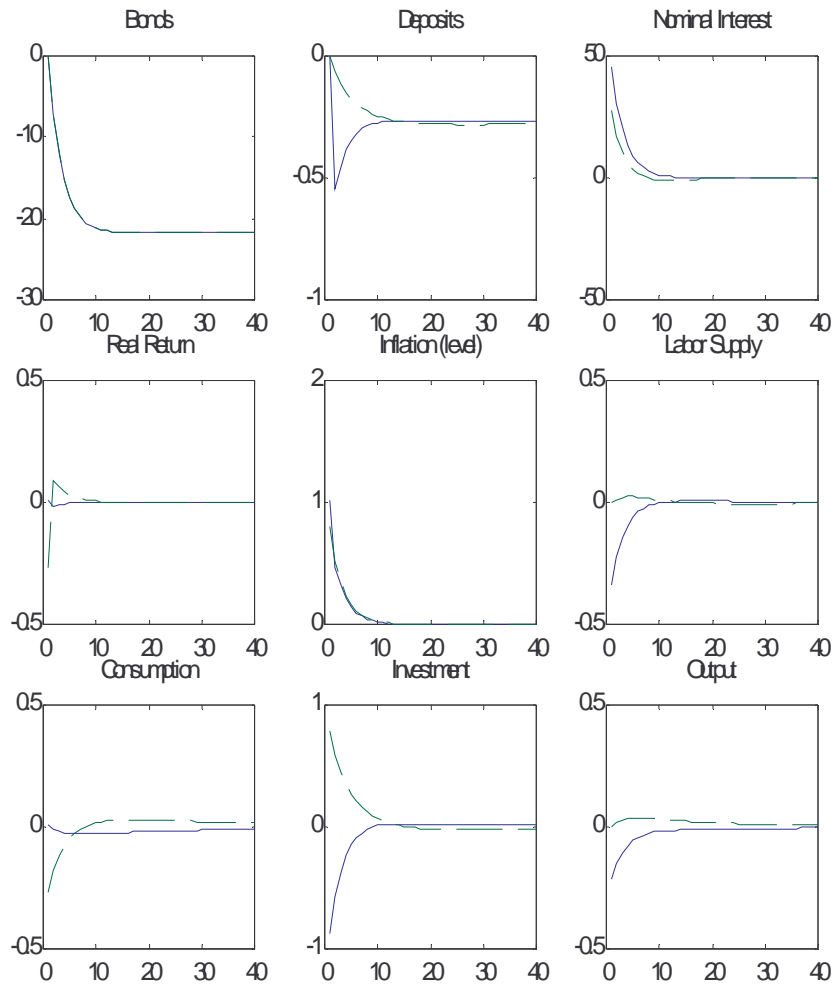 Bonds Deposits Nominal Interest
0 0 50
-10
-0.5 0
-20
-30 -1 -50
0 10 20 30 40 0 10 20 30 40 0 10 20 30 40
Real Return Inflation (level) Labor Supply
0.5 2 0.5
0 1 0
-0.5 0 -0.5
0 10 20 30 40 0 10 20 30 40 0 10 20 30 40
Consumption Investment Output
0.5 1 0.5
0 0 0
-0.5 -1 -0.5
0 10 20 30 40 0 10 20 30 40 0 10 20 30 40